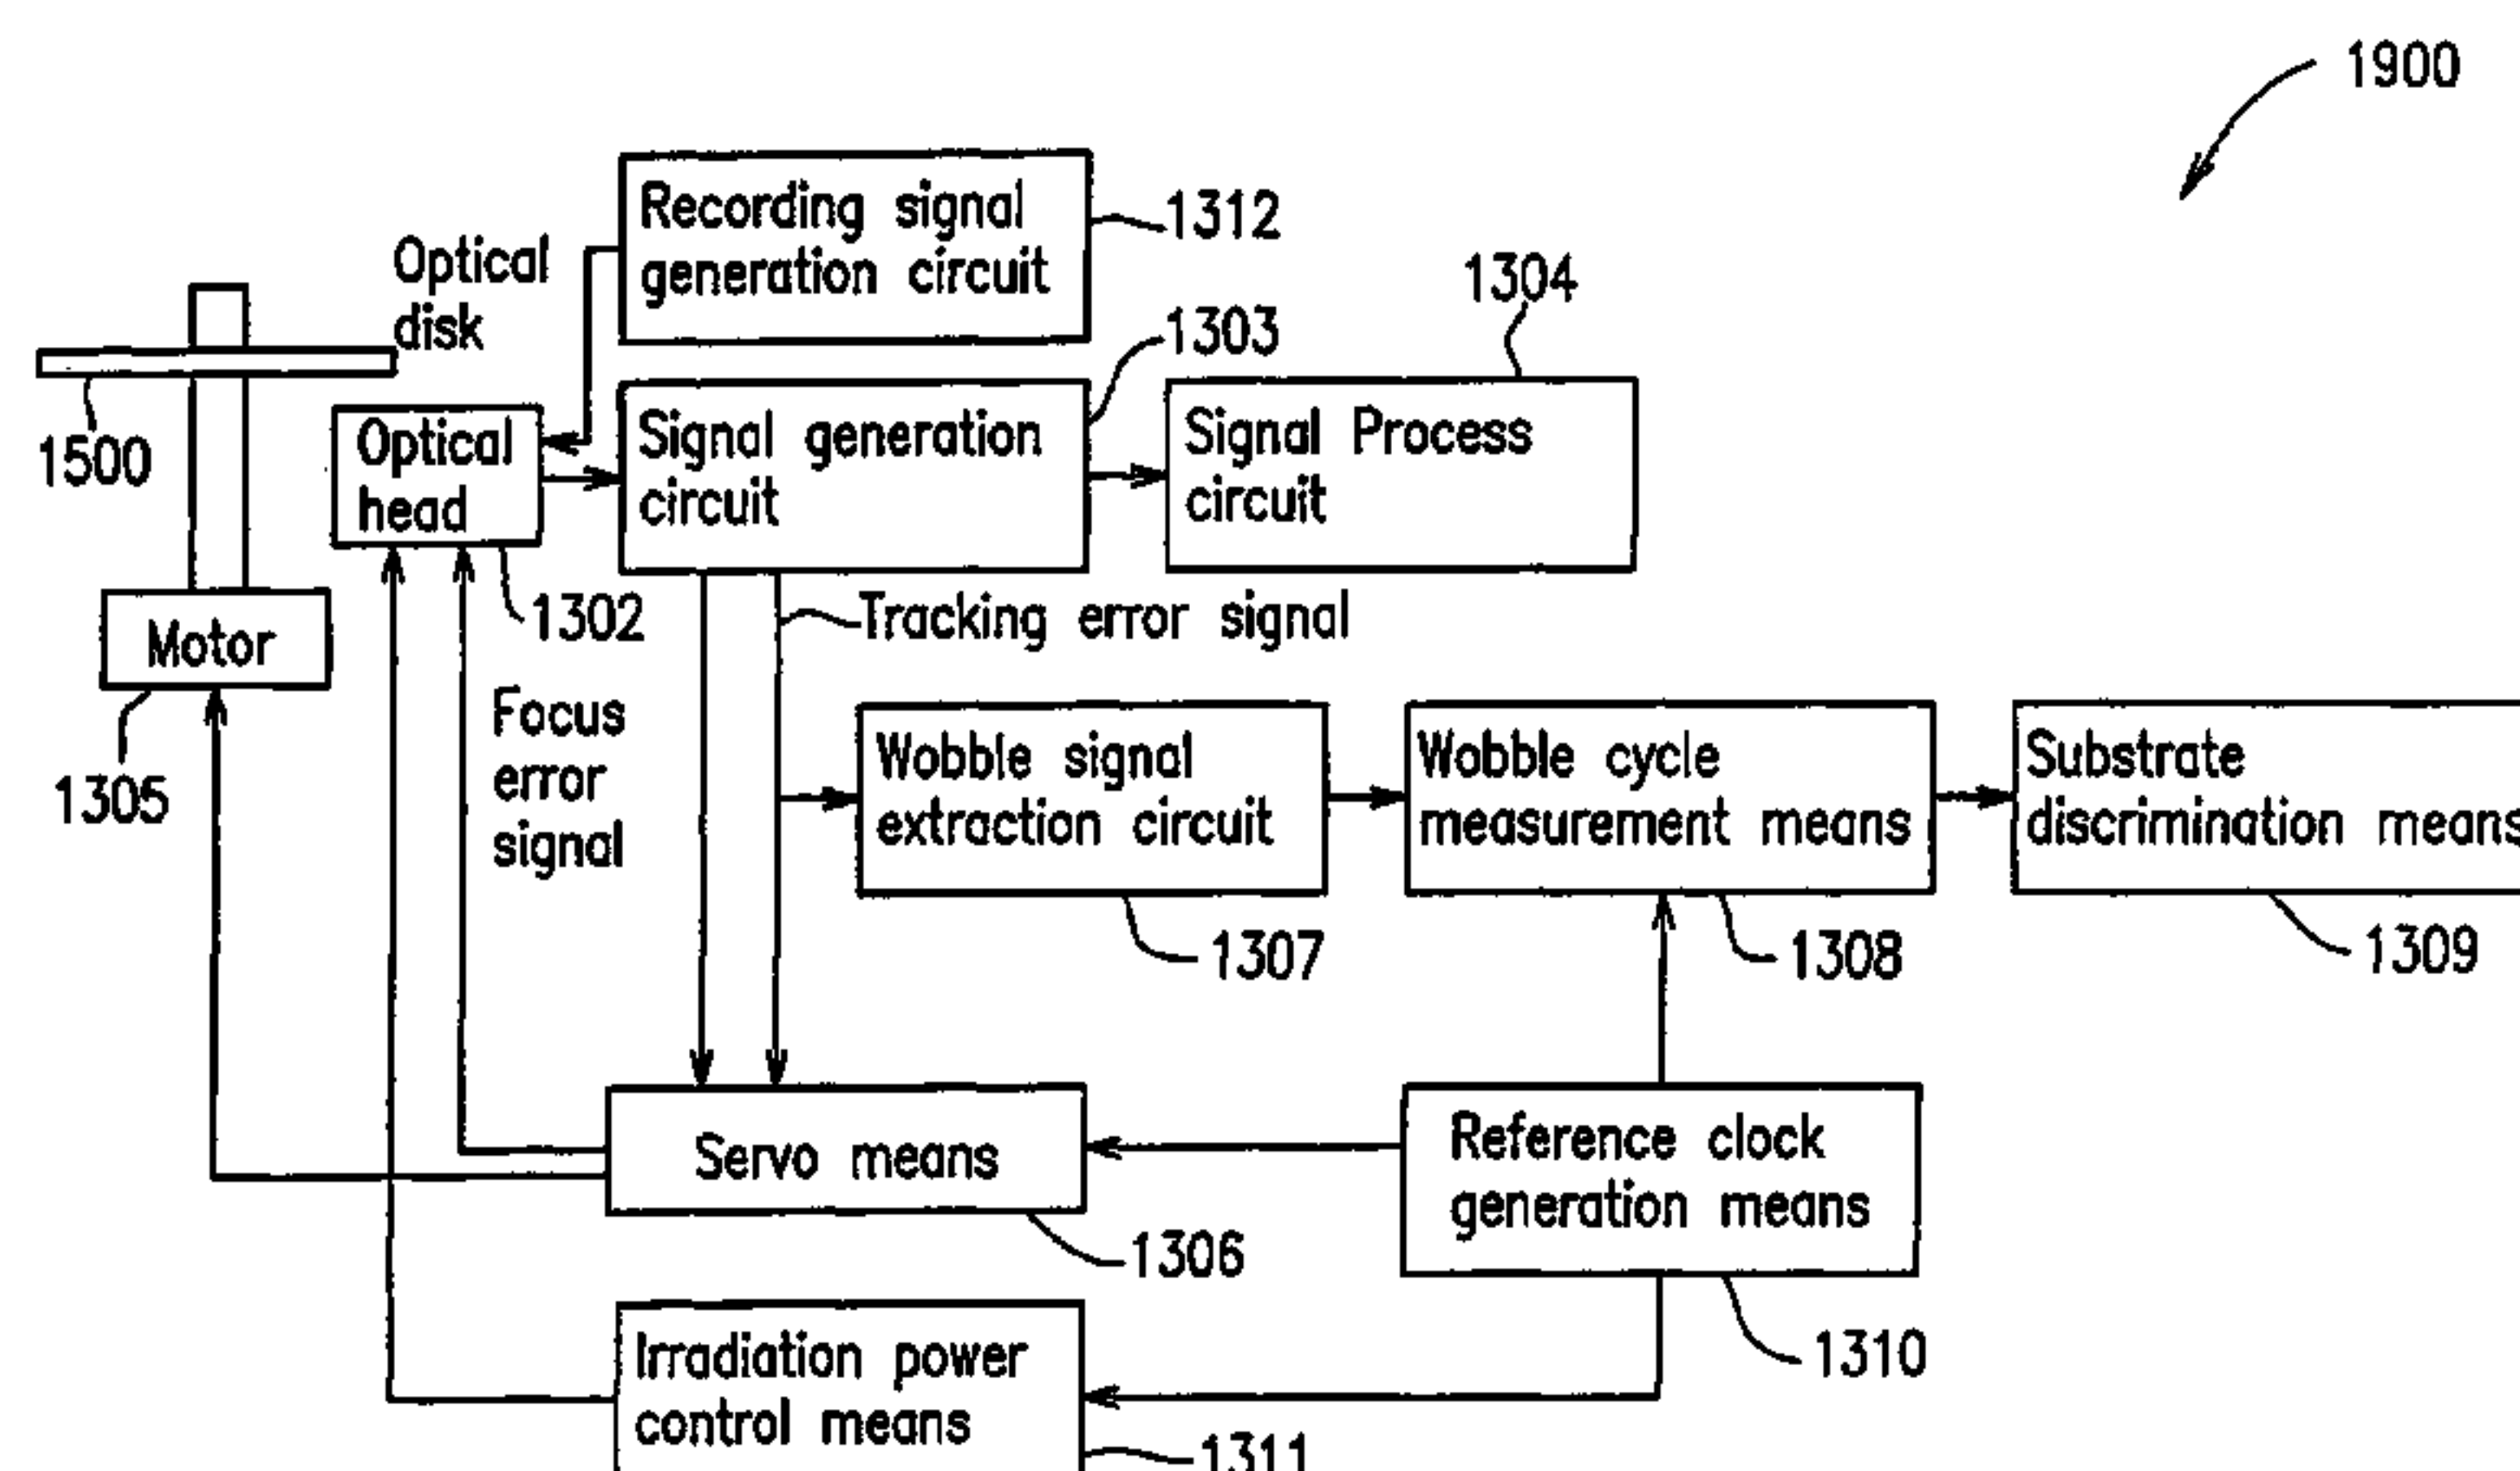 1900
Recording signal
generation circuit
1312
Optical
disk
1304
1303
1500
Optical
head
Signal generation
circuit
Signal Process
circuit
1302
Tracking error signal
Motor
1305
Focus
error
signal
Wobble signal
extraction circuit
Wobble cycle
measurement means
Substrate
discrimination means
1307
1308
1309
Servo means
Reference clock
generation means
1306
1310
Irradiation power
control means
1311